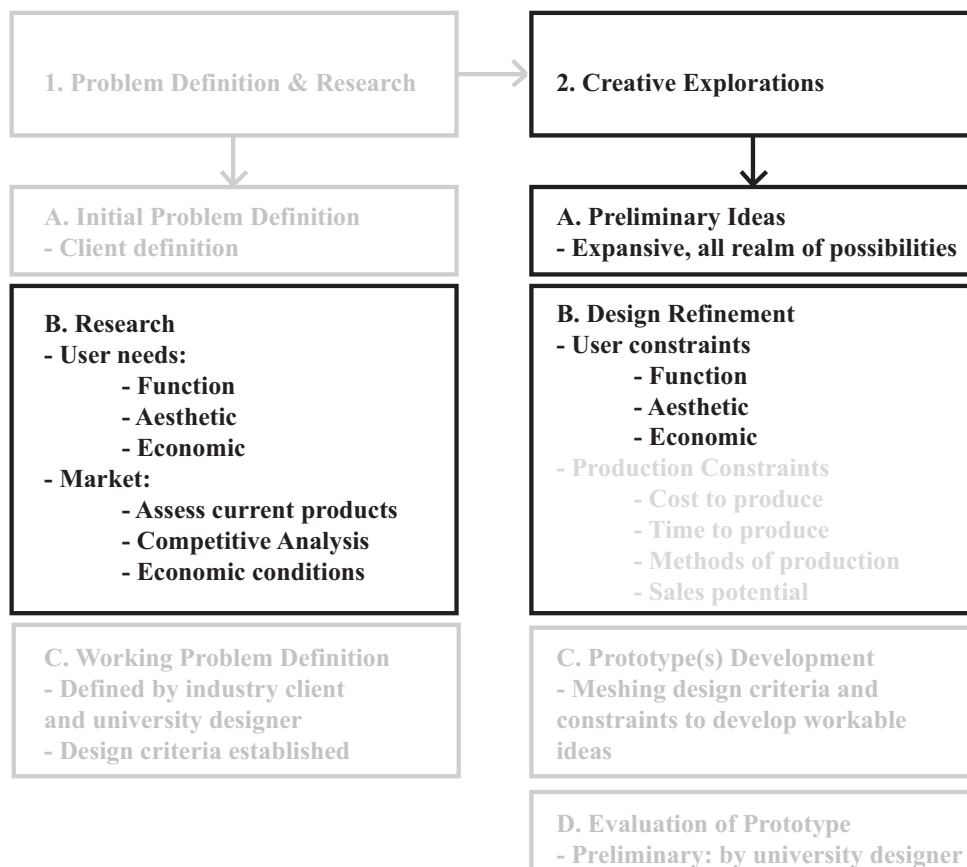 1. Problem Definition & Research
A. Initial Problem Definition
- Client definition
B. Research
- User needs:
- Function
- Aesthetic
- Economic
- Market:
- Assess current products
- Competitive Analysis
- Economic conditions
C. Working Problem Definition
- Defined by industry client
and university designer
- Design criteria established
2. Creative Explorations
A. Preliminary Ideas
- Expansive, all realm of possibilities
B. Design Refinement
- User constraints
- Function
- Aesthetic
- Economic
- Production Constraints
- Cost to produce
- Time to produce
- Methods of production
- Sales potential
C. Prototype(s) Development
- Meshing design criteria and
constraints to develop workable
ideas
D. Evaluation of Prototype
- Preliminary: by university designer